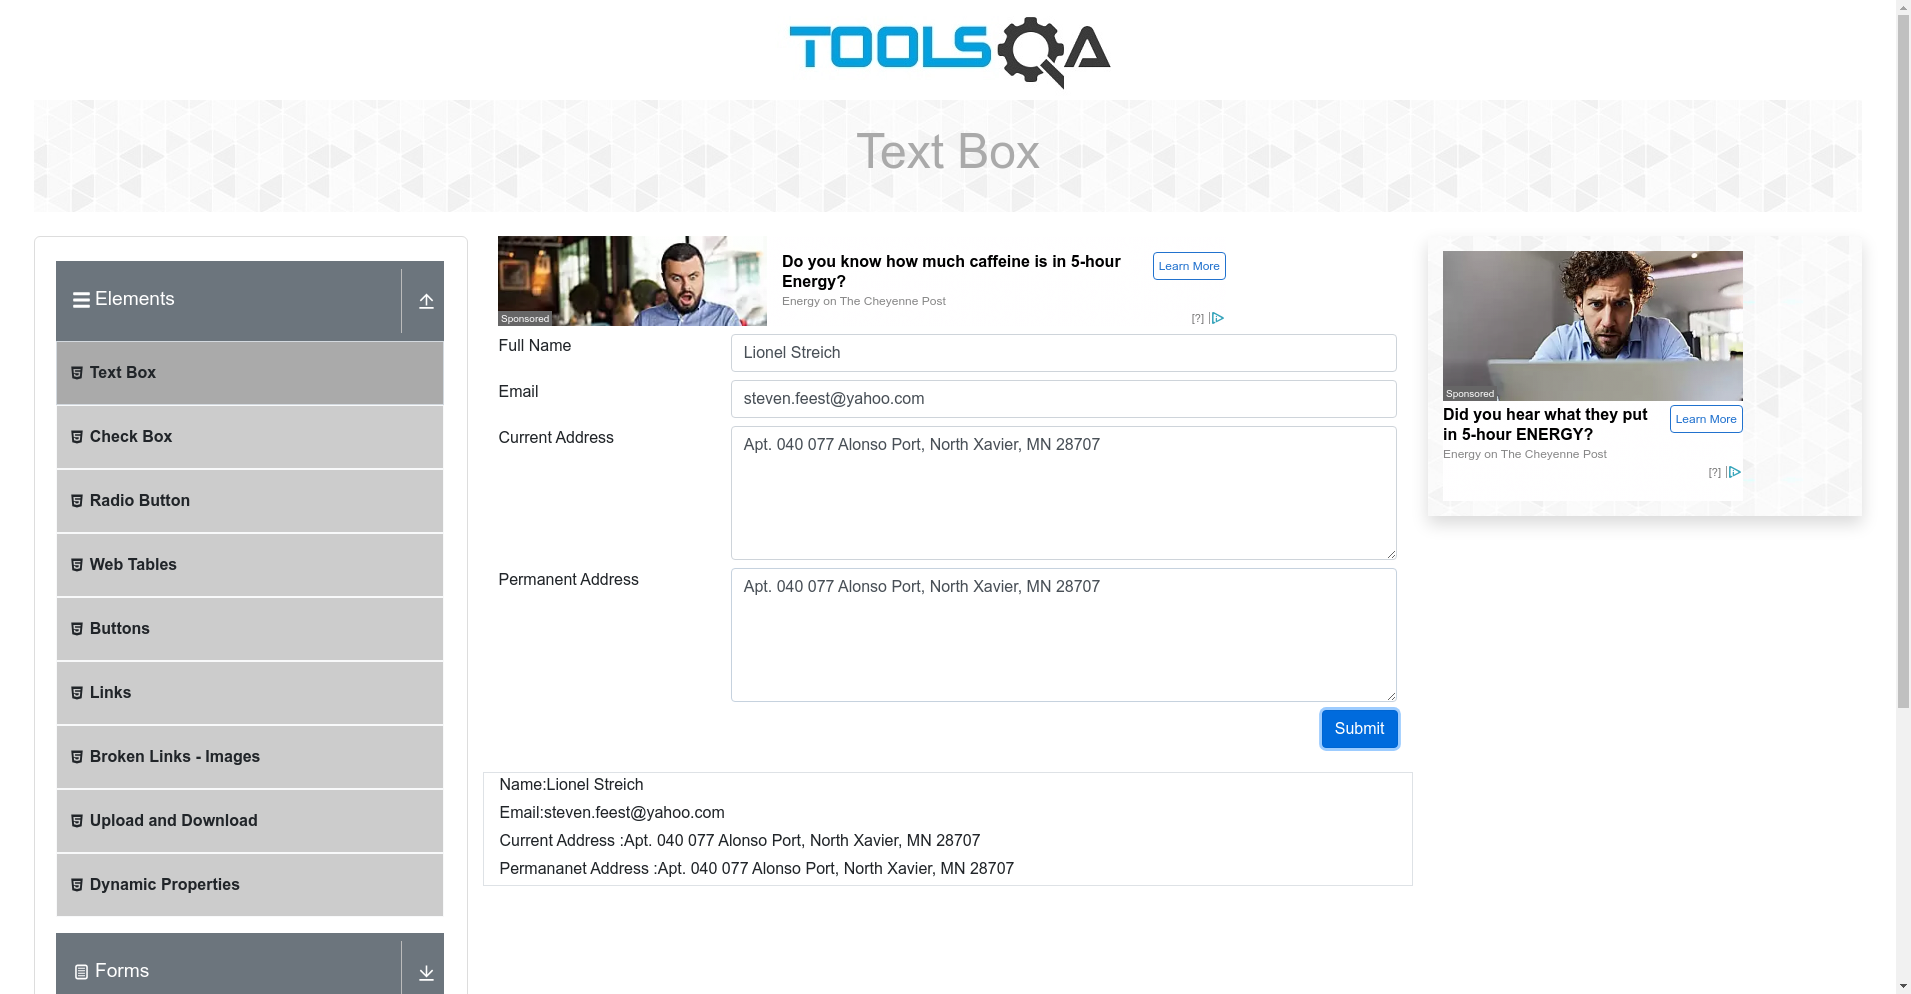 TOOLSQA
Text Box
Elements
Text Box
Check Box
Radio Button
Web Tables
Buttons
Links
Broken Links - Images
Upload and Download
Dynamic Properties
Forms
Sponsored
Do you know how much caffeine is in 5-hour
Energy?
Energy on The Cheyenne Post
Learn More
[?]
Full Name
Lionel Streich
Email
steven.feest@yahoo.com
Current Address
Apt. 040 077 Alonso Port, North Xavier, MN 28707
Permanent Address
Apt. 040 077 Alonso Port, North Xavier, MN 28707
Submit
Name:Lionel Streich
Email:steven.feest@yahoo.com
Current Address :Apt. 040 077 Alonso Port, North Xavier, MN 28707
Permananet Address :Apt. 040 077 Alonso Port, North Xavier, MN 28707
Sponsored
Did you hear what they put
in 5-hour ENERGY?
Energy on The Cheyenne Post
Learn More
[?]